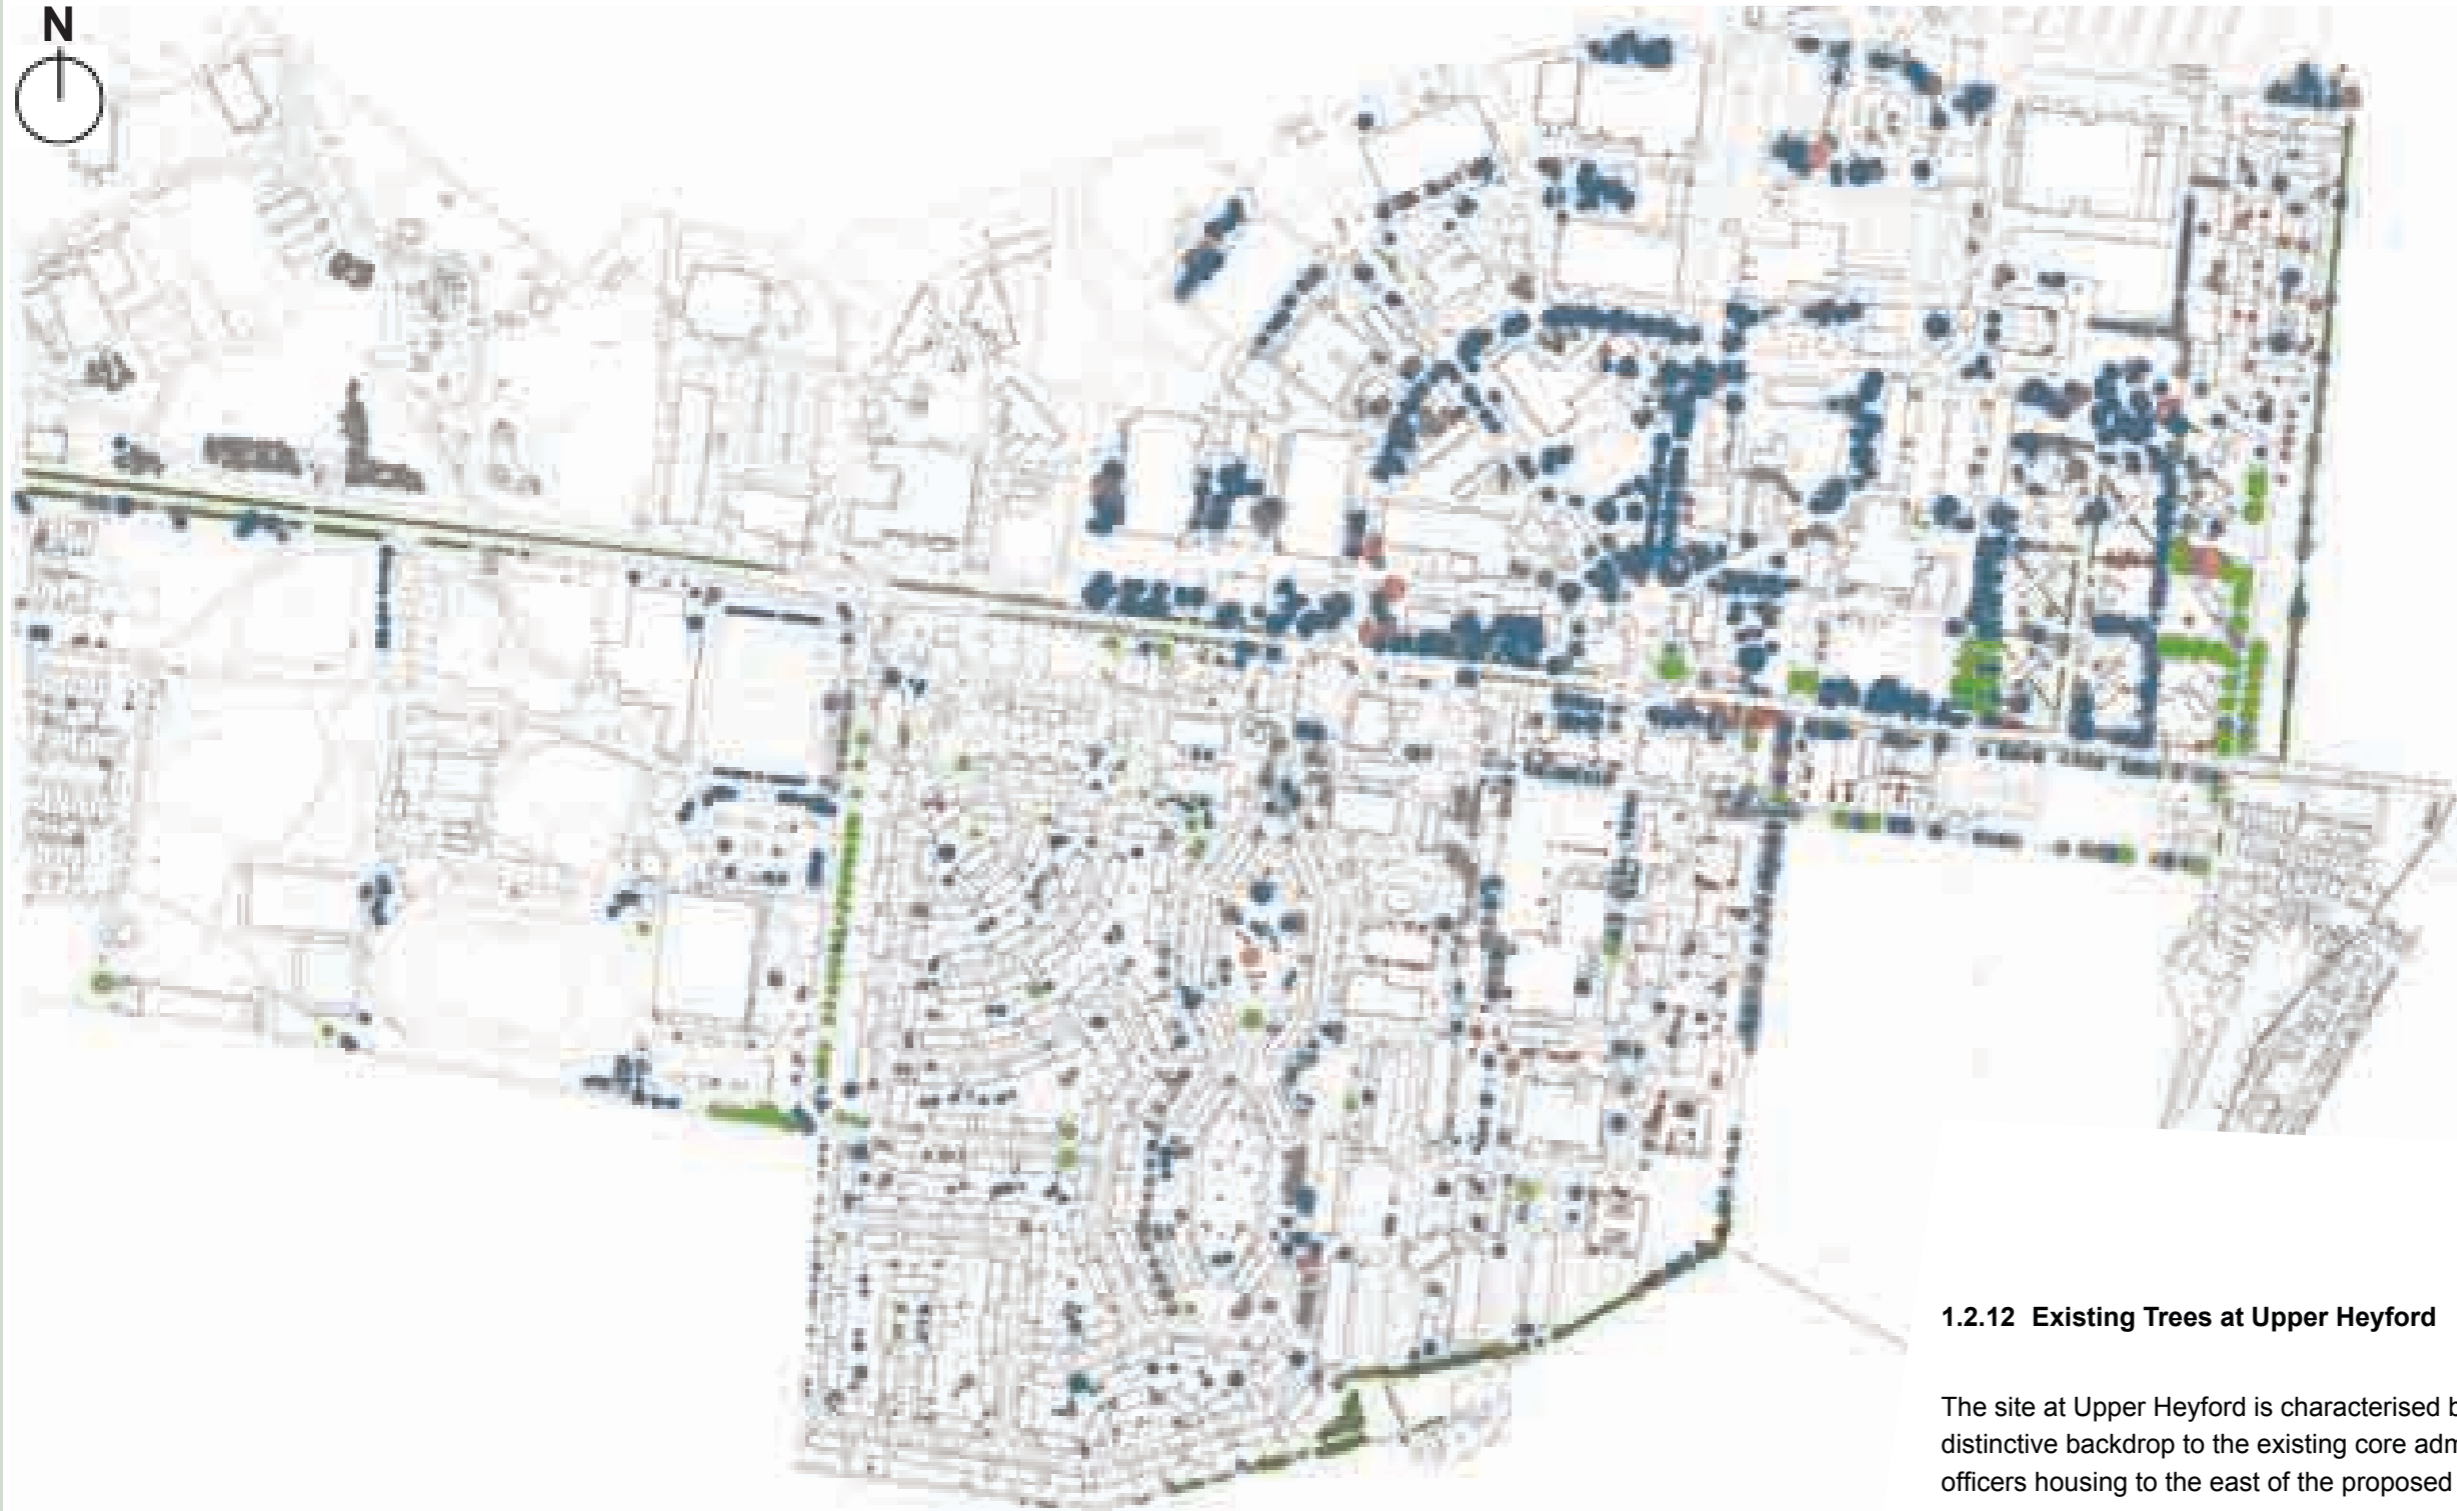 N
1.2.12 Existing Trees at Upper Heyford
The site at Upper Heyford is characterised
distinctive backdrop to the existing core
officers housing to the east of the proposed